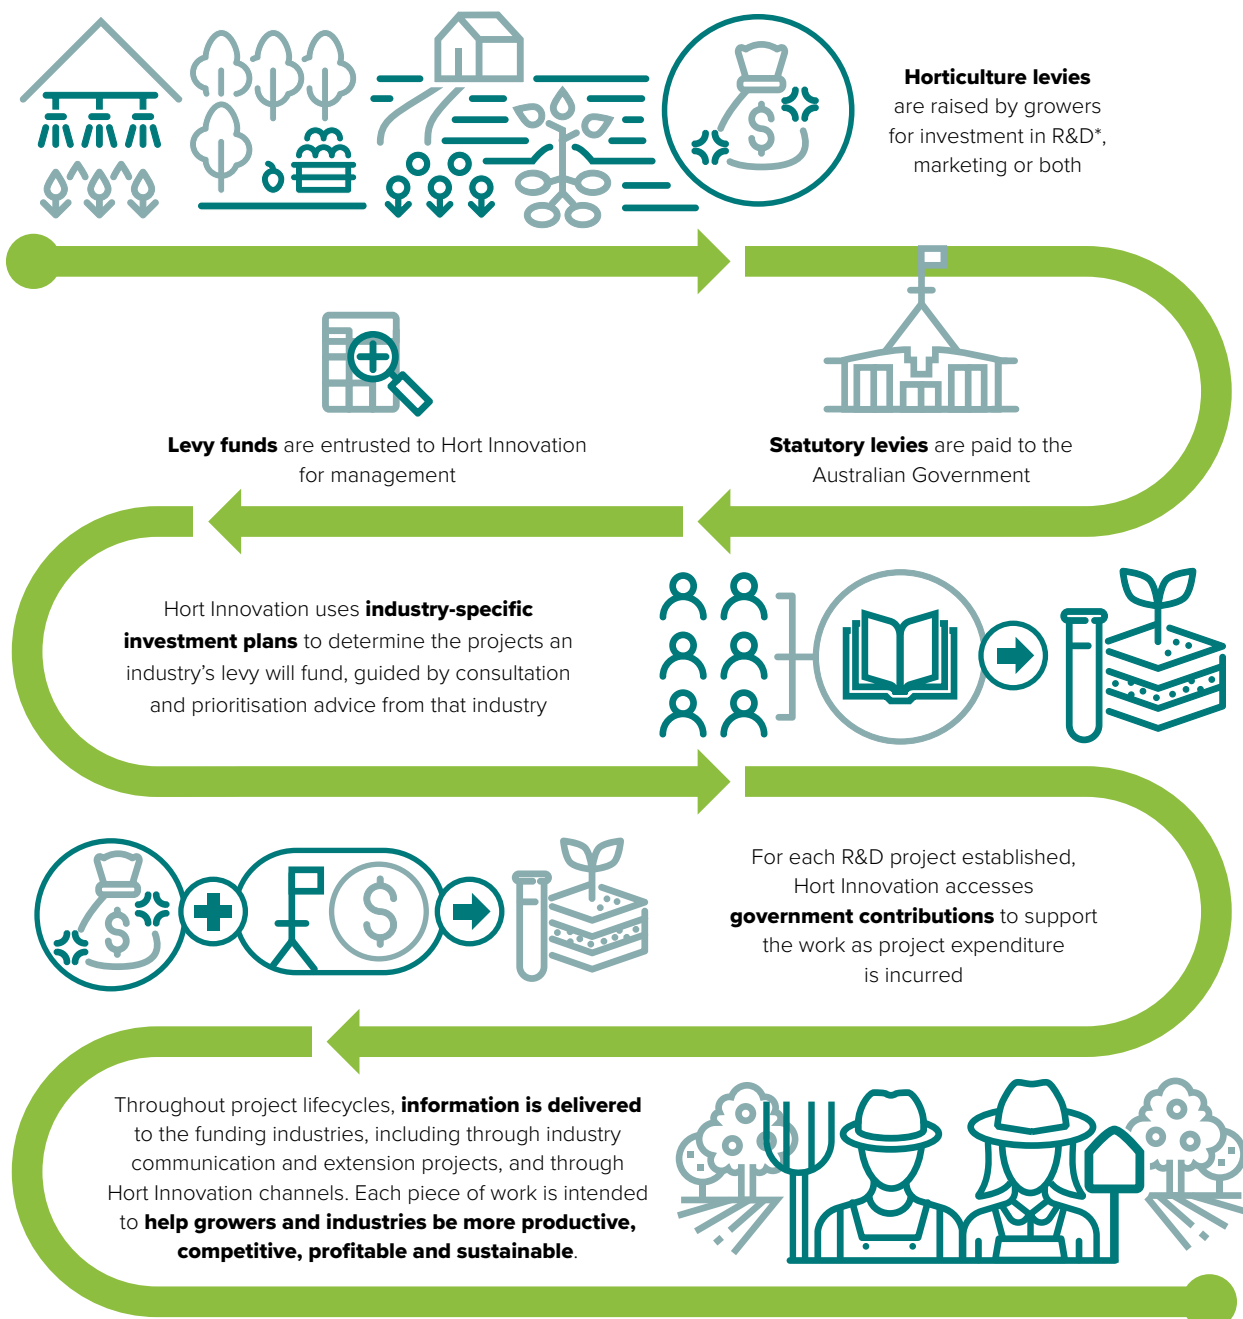 Horticulture levies
are raised by growers
for investment in R&D*,
marketing or both
Statutory levies are paid to the
Australian Government
Levy funds are entrusted to Hort Innovation
for management
Hort Innovation uses industry-specific
investment plans to determine the projects an
industry’s levy will fund, guided by consultation
and prioritisation advice from that industry
For each R&D project established,
Hort Innovation accesses
government contributions to support
the work as project expenditure
is incurred
Throughout project lifecycles, information is delivered
to the funding industries, including through industry
communication and extension projects, and through
Hort Innovation channels. Each piece of work is intended
to help growers and industries be more productive,
competitive, profitable and sustainable.